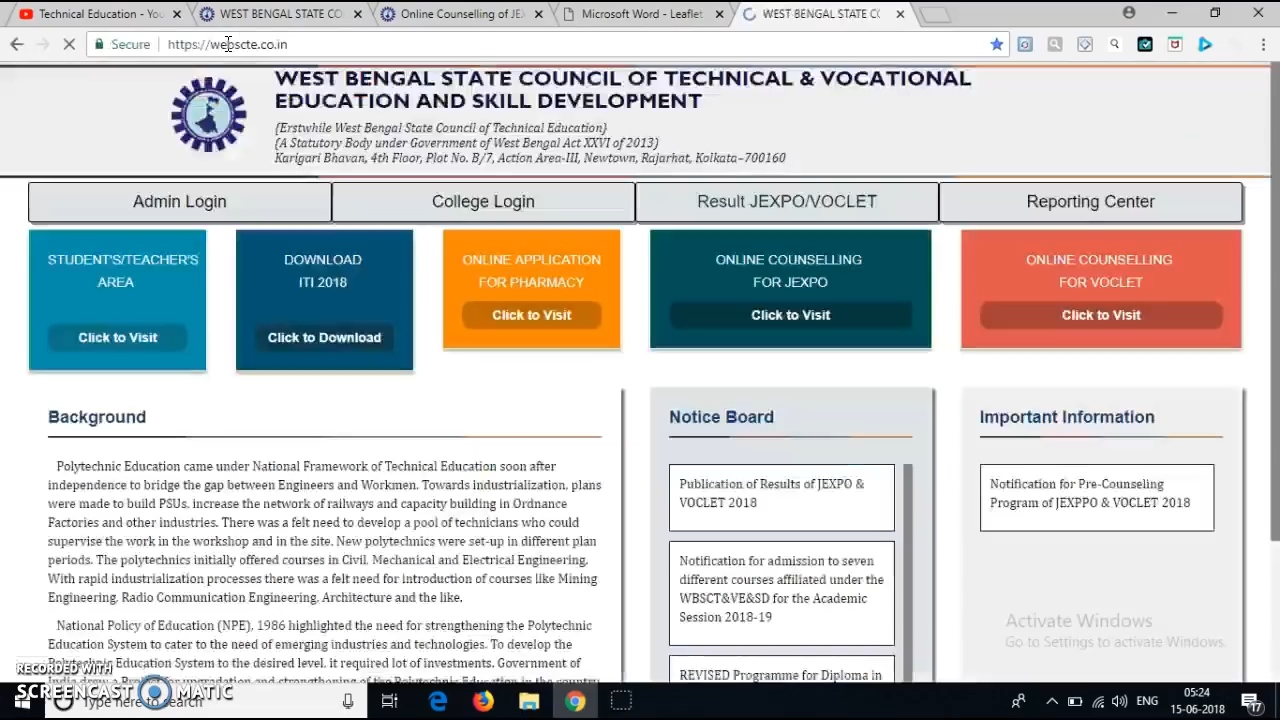 Technical Education - You
WEST BENGAL STATE CO
Online Counselling of JEX
Microsoft Word - Leaflet
WEST BENGAL STATE CO
Secure
https://webscte.co.in
WEST BENGAL STATE COUNCIL OF TECHNICAL & VOCATIONAL
EDUCATION AND SKILL DEVELOPMENT
{Erstwhile West Bengal State Council of Technical Education}
{A Statutory Body under Government of West Bengal Act XXVI of 2013}
Karigari Bhavan, 4th Floor, Plot No. B/7, Action Area-III, Newtown, Rajarhat, Kolkata–700160
Admin Login
College Login
Result JEXPO/VOCLET
Reporting Center
STUDENT'S/TEACHER'S
AREA
Click to Visit
DOWNLOAD
ITI 2018
Click to Download
ONLINE APPLICATION
FOR PHARMACY
Click to Visit
ONLINE COUNSELLING
FOR JEXPO
Click to Visit
ONLINE COUNSELLING
FOR VOCLET
Click to Visit
Background
Polytechnic Education came under National Framework of Technical Education soon after
independence to bridge the gap between Engineers and Workmen. Towards industrialization, plans
were made to build PSUs, increase the network of railways and capacity building in Ordnance
Factories and other industries. There was a felt need to develop a pool of technicians who could
supervise the work in the workshop and in the site. New polytechnics were set-up in different plan
periods. The polytechnics initially offered courses in Civil, Mechanical and Electrical Engineering.
With rapid industrialization processes there was a felt need for introduction of courses like Mining
Engineering, Radio Communication Engineering, Architecture and the like.
National Policy of Education (NPE), 1986 highlighted the need for strengthening the Polytechnic
Education System to cater to the need of emerging industries and technologies. To develop the
Polytechnic Education System to the desired level, it required lot of investments. Government of
Notice Board
Publication of Results of JEXPO &
VOCLET 2018
Notification for admission to seven
different courses affiliated under the
WBSCT&VE&SD for the Academic
Session 2018-19
REVISED Programme for Diploma in
Important Information
Notification for Pre-Counseling
Program of JEXPPO & VOCLET 2018
Activate Windows
Go to Settings to activate Windows.
RECORDED WITH
SCREENCAST MATIC
Type here to search
ENG
05:24
15-06-2018
17